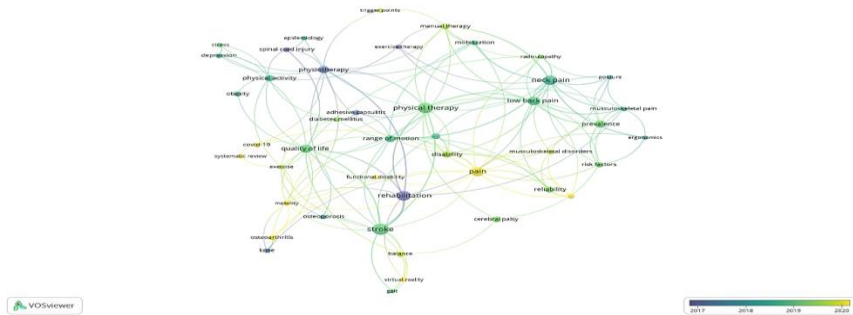 trigger points
manual therapy
epidemiology
stress
spinal cord injury
exercise therapy
mobilization
depression
radiculopathy
physiotherapy
physical activity
neck pain
posture
obesity
low back pain
physical therapy
musculoskeletal pain
adhesive capsulitis
diabetes mellitus
prevalence
range of motion
ergonomics
covid-19
quality of life
disability
musculoskeletal disorders
systematic review
exercise
risk factors
functional disability
pain
rehabilitation
reliability
osteoporosis
cerebral palsy
stroke
osteoarthritis
knee
balance
virtual reality
gait
VOSviewer
2017 2018 2019 2020